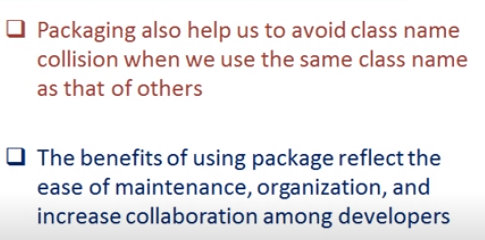 Packaging also help us to avoid class name
collision when we use the same class name
as that of others
The benefits of using package reflect the
ease of maintenance, organization, and
increase collaboration among developers